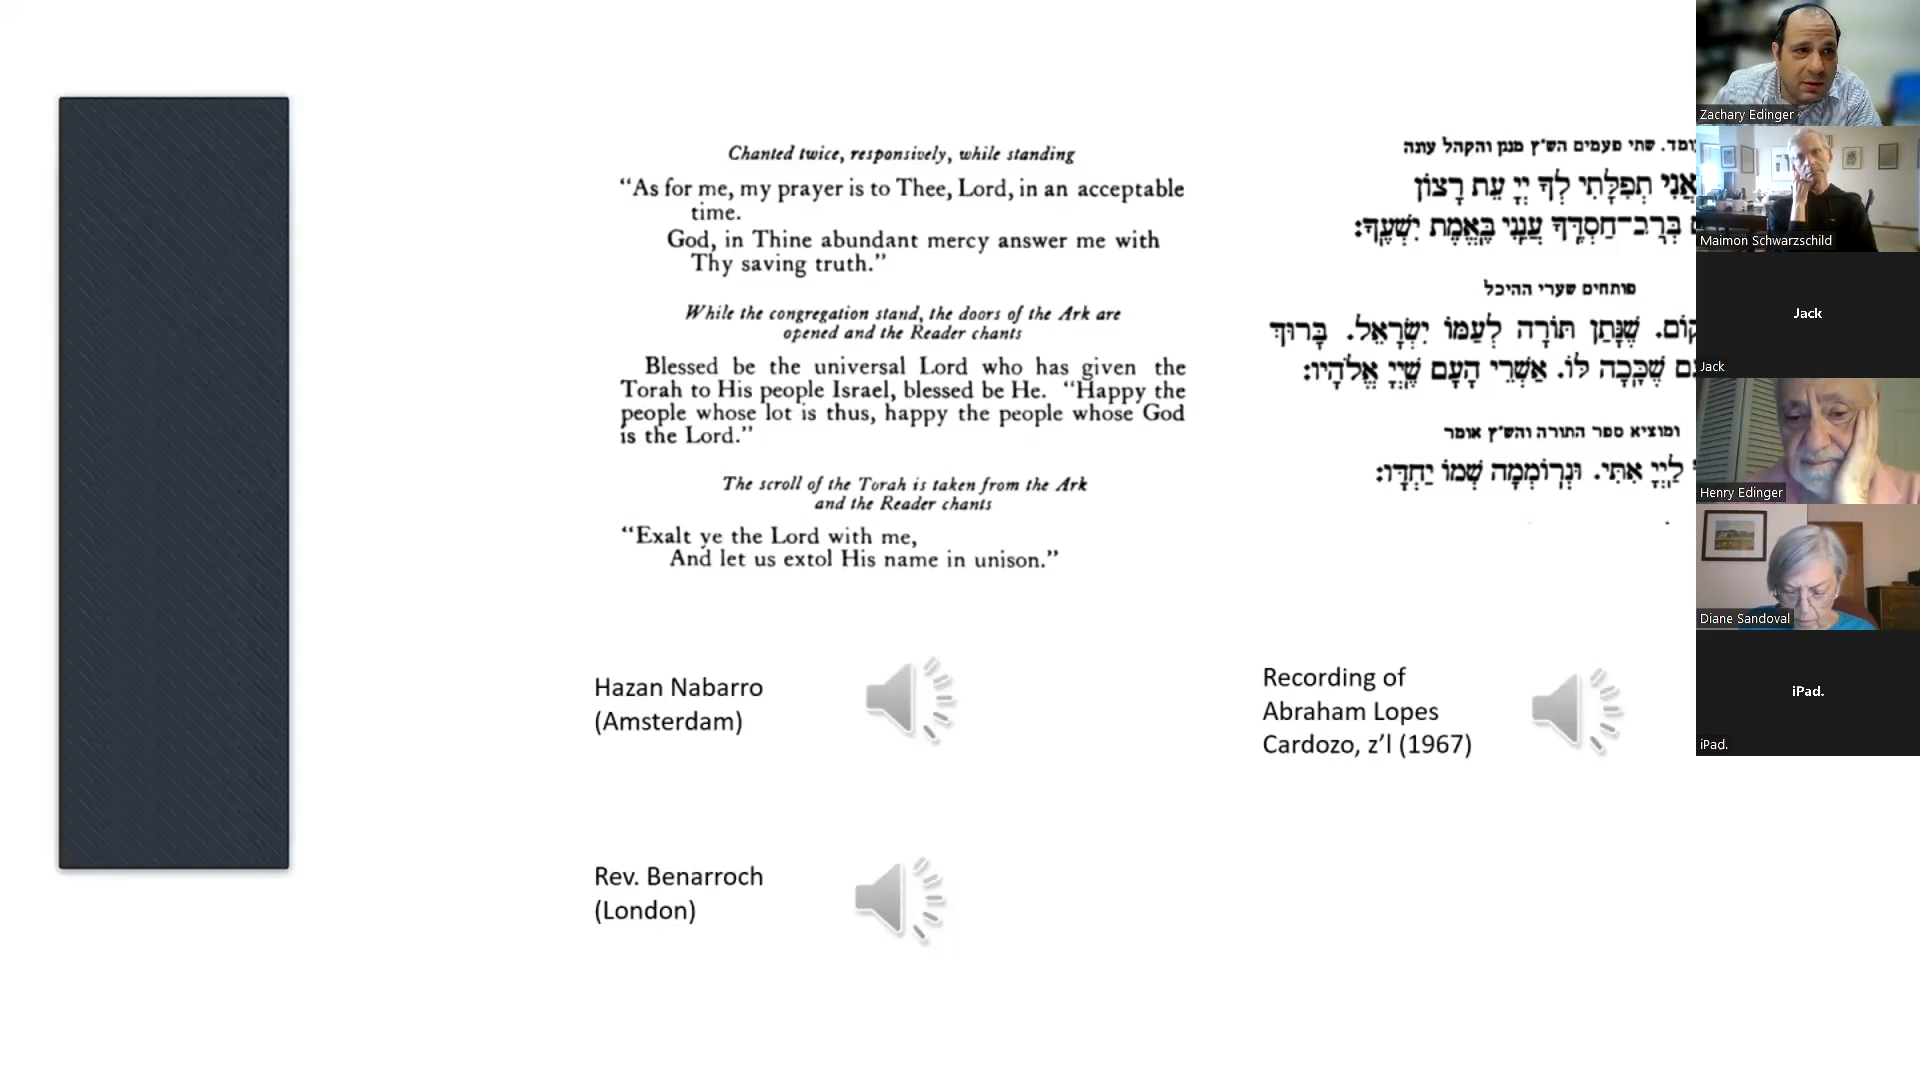 Chanted twice, responsively, while standing
“As for me, my prayer is to Thee, Lord, in an acceptable
time.
God, in Thine abundant mercy answer me with
Thy saving truth.”
While the congregation stand, the doors of the Ark are
opened and the Reader chants
Blessed be the universal Lord who has given the
Torah to His people Israel, blessed be He. “Happy the
people whose lot is thus, happy the people whose God
is the Lord.”
The scroll of the Torah is taken from the Ark
and the Reader chants
“Exalt ye the Lord with me,
And let us extol His name in unison.”
שתי פעמים הש״ץ מנגן והקהל עונה
אֲנִי תְפִלָּתִי לְךָ יְיָ עֵת רָצוֹן
בְּרָב־חַסְדֶּךָ עֲנֵנִי בֶּאֱמֶת יִשְׁעֶךָ:
פותחים שערי ההיכל
שֶׁנָּתַן תּוֹרָה לְעַמּוֹ יִשְׂרָאֵל. בָּרוּךְ
שֶׁכָּכָה לּוֹ. אַשְׁרֵי הָעָם שֶׁיְיָ אֱלֹהָיו:
ומוציא ספר התורה והש״ץ אומר
לַיְיָ אִתִּי. וּנְרוֹמְמָה שְׁמוֹ יַחְדָּו:
Hazan Nabarro
(Amsterdam)
Recording of
Abraham Lopes
Cardozo, z’l (1967)
Rev. Benarroch
(London)
Zachary Edinger
Maimon Schwarzschild
Jack
Jack
Henry Edinger
Diane Sandoval
iPad.
iPad.